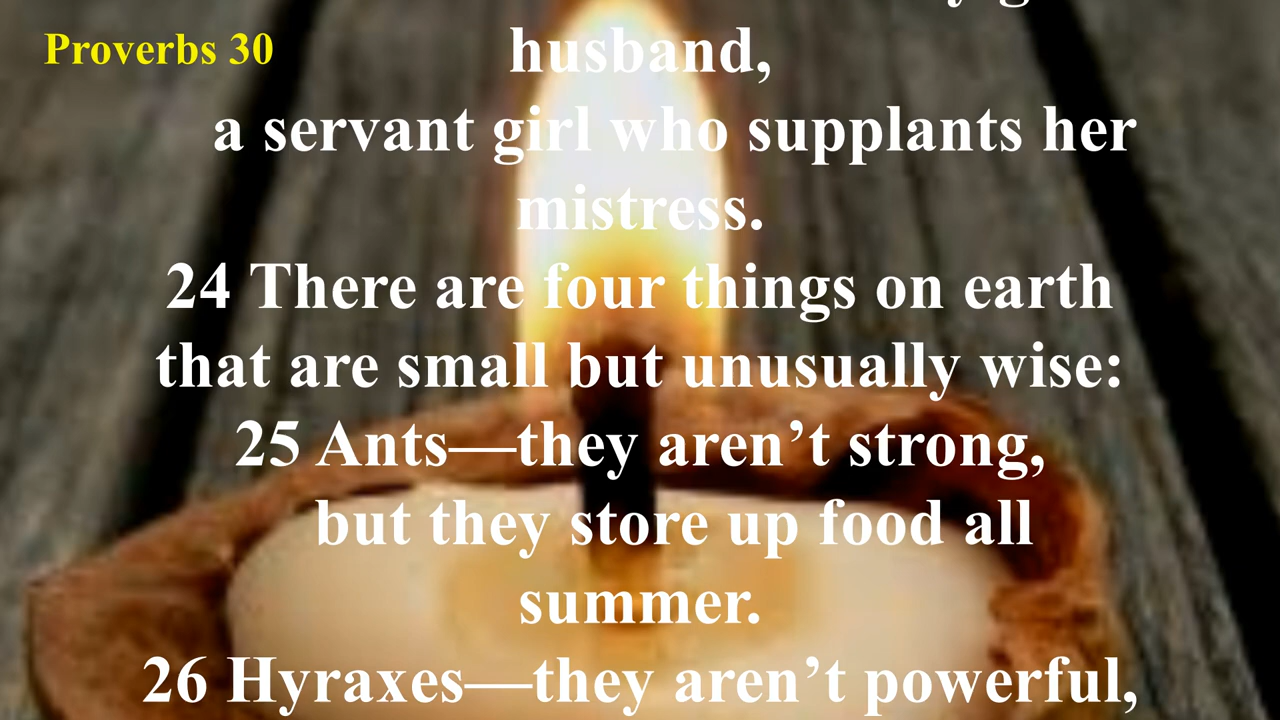 Proverbs 30
husband,
a servant girl who supplants her
mistress.
24 There are four things on earth
that are small but unusually wise:
25 Ants—they aren’t strong,
but they store up food all
summer.
26 Hyraxes—they aren’t powerful,